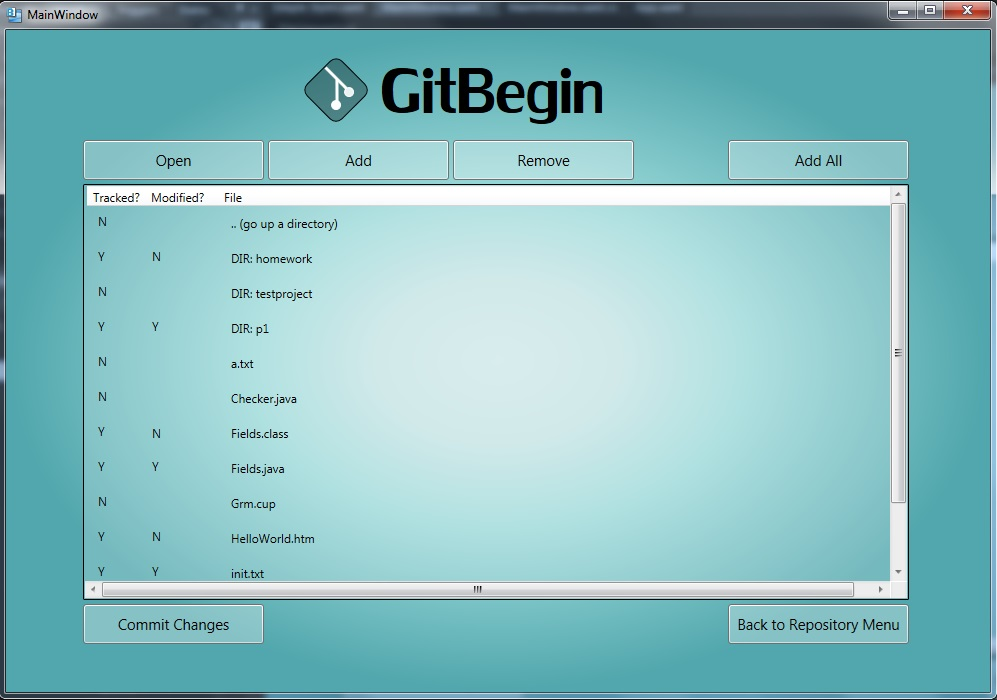 MainWindow
GitBegin
Open Add Remove Add All
Tracked? Modified? File
N .. (go up a directory)
Y N DIR: homework
N DIR: testproject
Y Y DIR: p1
N a.txt
N Checker.java
Y N Fields.class
Y Y Fields.java
N Grm.cup
Y N HelloWorld.htm
Y Y init.txt
Commit Changes Back to Repository Menu